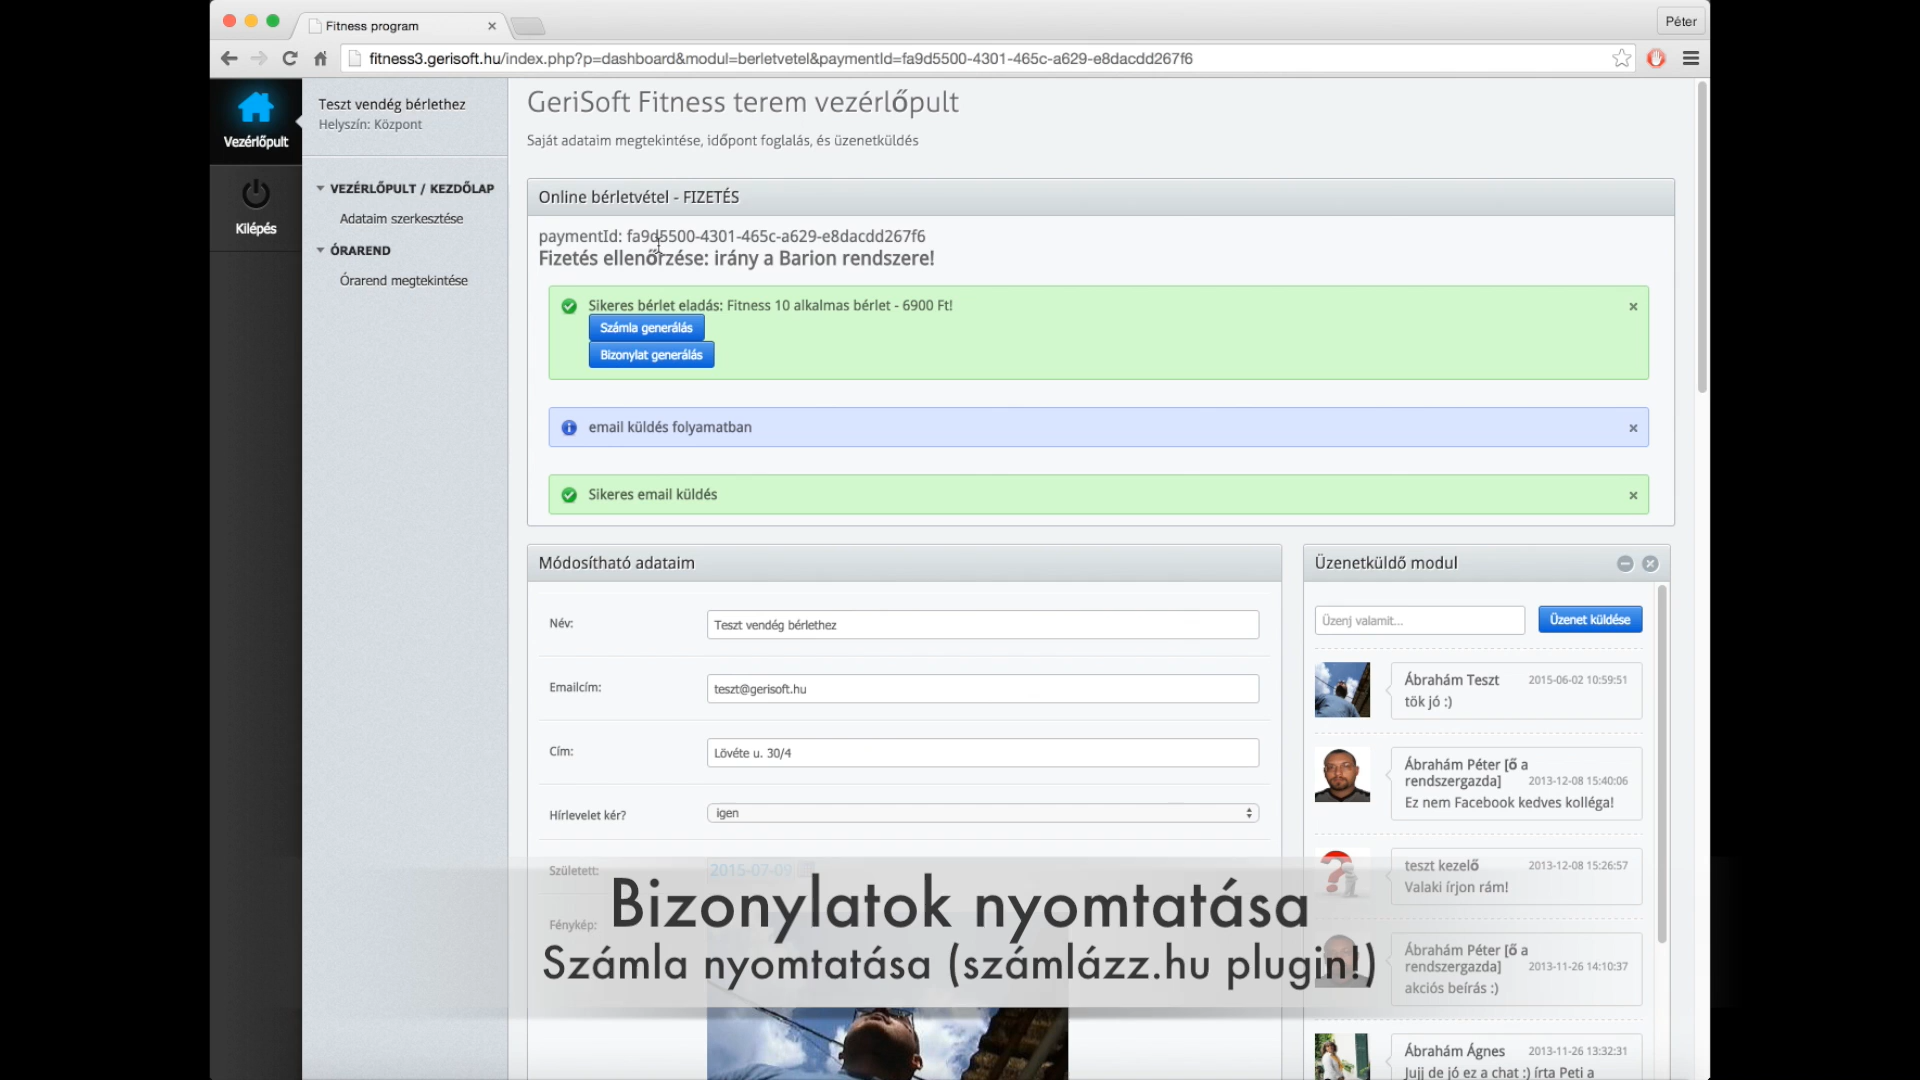 Fitness program
Péter
fitness3.gerisoft.hu/index.php?p=dashboard&modul=berletvetel&paymentId=fa9d5500-4301-465c-a629-e8dacdd267f6
Vezérlőpult
Kilépés
Teszt vendég bérlethez
Helyszín: Központ
VEZÉRLŐPULT / KEZDŐLAP
Adataim szerkesztése
ÓRAREND
Órarend megtekintése
GeriSoft Fitness terem vezérlőpult
Saját adataim megtekintése, időpont foglalás, és üzenetküldés
Online bérletvétel - FIZETÉS
paymentId: fa9d5500-4301-465c-a629-e8dacdd267f6
Fizetés ellenőrzése: irány a Barion rendszere!
Sikeres bérlet eladás: Fitness 10 alkalmas bérlet - 6900 Ft!
Számla generálás
Bizonylat generálás
email küldés folyamatban
Sikeres email küldés
Módosítható adataim
Név:
Teszt vendég bérlethez
Emailcím:
teszt@gerisoft.hu
Cím:
Lövéte u. 30/4
Hírlevelet kér?
igen
Született:
2015-07-09
Fénykép:
Üzenetküldő modul
Üzenj valamit...
Üzenet küldése
Ábrahám Teszt 2015-06-02 10:59:51
tök jó :)
Ábrahám Péter [ő a
rendszergazda] 2013-12-08 15:40:06
Ez nem Facebook kedves kolléga!
teszt kezelő 2013-12-08 15:26:57
Valaki írjon rám!
Ábrahám Péter [ő a
rendszergazda] 2013-11-26 14:10:37
akciós beírás :)
Ábrahám Ágnes 2013-11-26 13:32:31
Jujj de jó ez a chat :) írta Peti a
Bizonylatok nyomtatása
Számla nyomtatása (számlázz.hu plugin!)